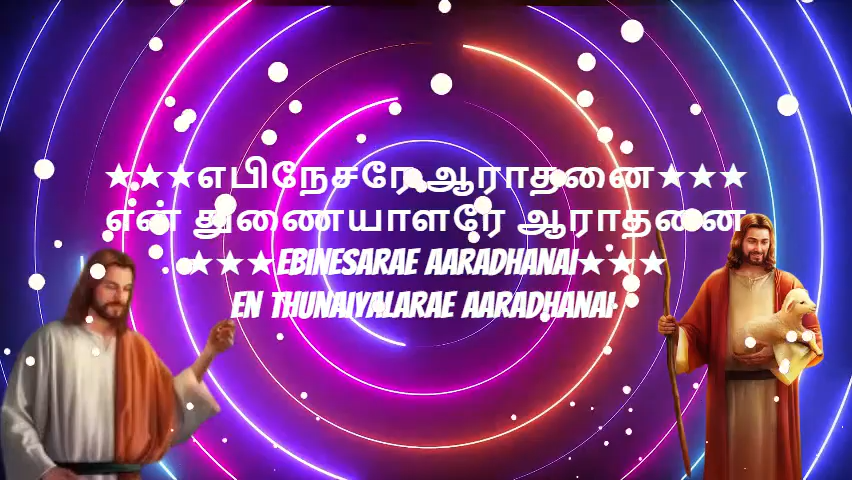 ★★★எபிநேசரே ஆராதனை★★★
என் துணையாளரே ஆராதனை
★★★EBINESARAE AARADHANAI★★★
EN THUNAIYALARAE AARADHANAI